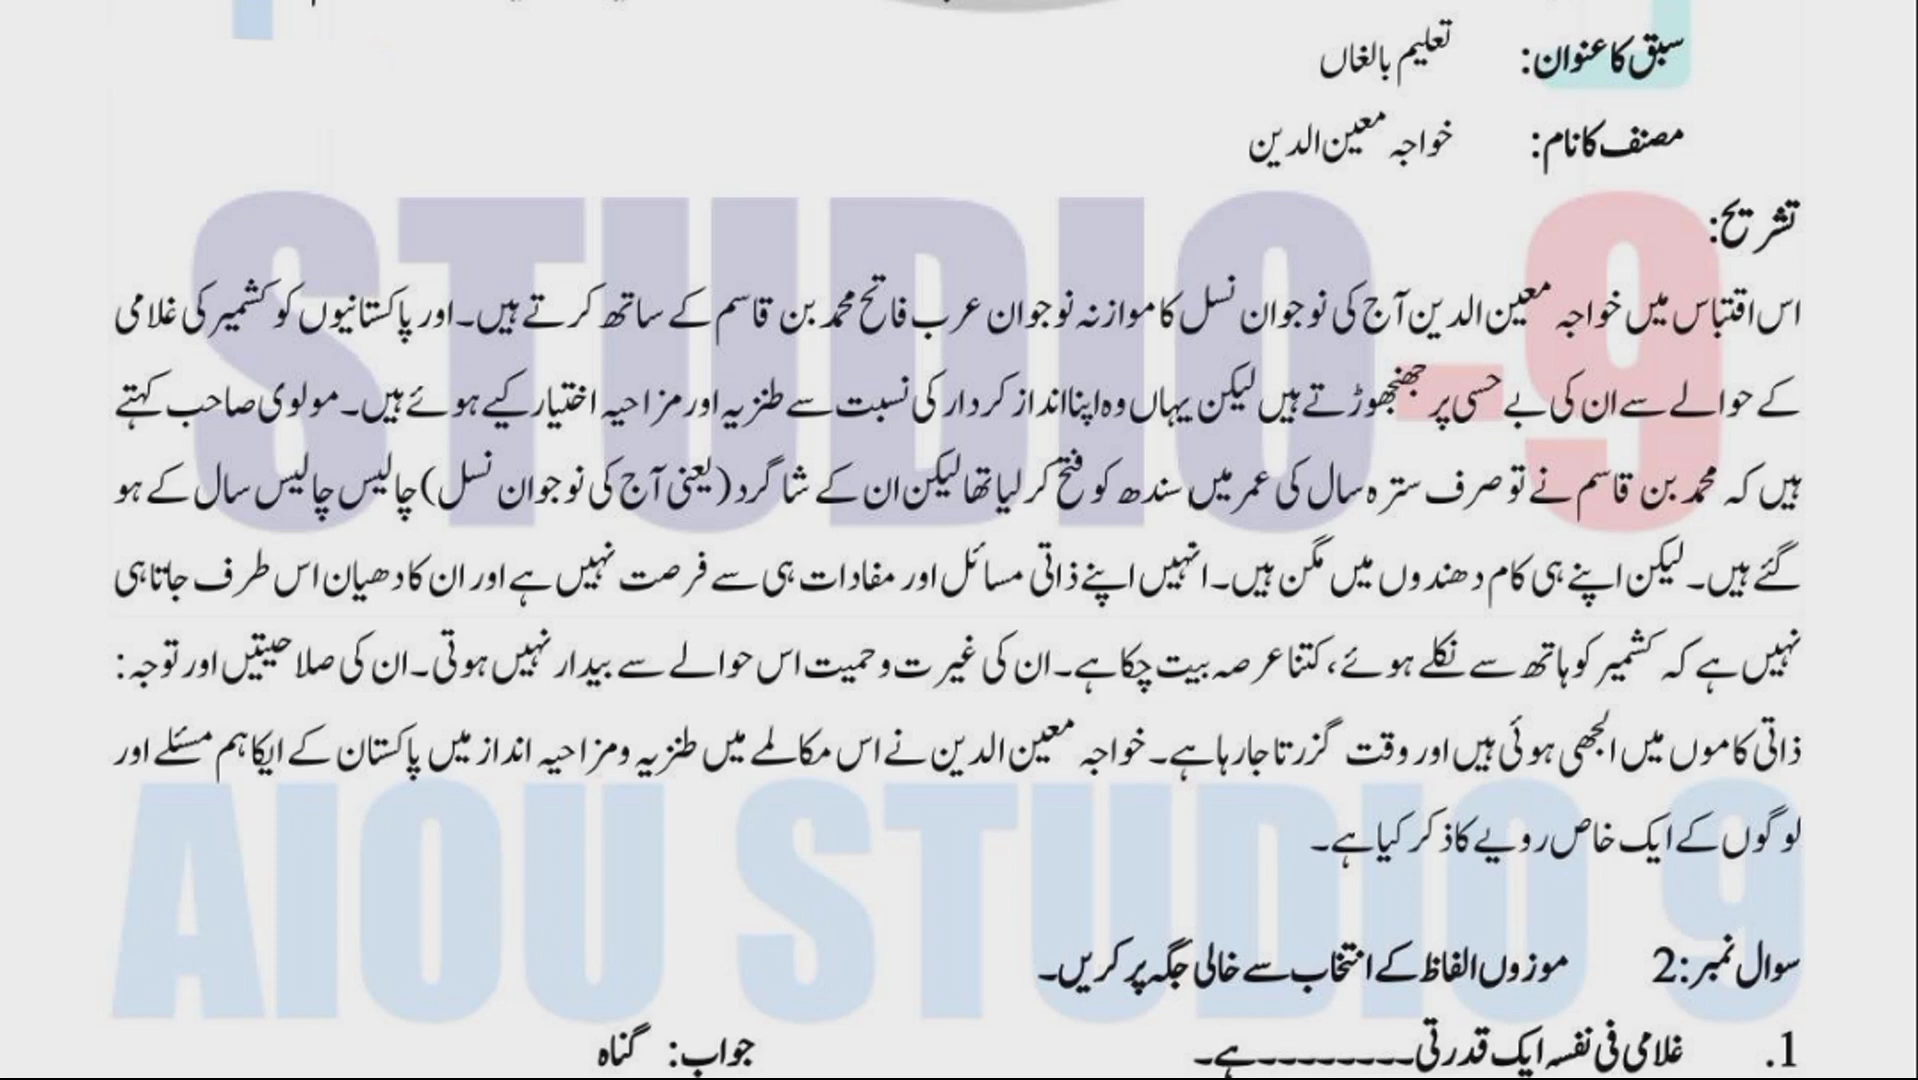 سبق کا عنوان: تعلیم بالغاں
مصنف کا نام: خواجہ معین الدین
تشریح:
اس اقتباس میں خواجہ معین الدین آج کی نوجوان نسل کا موازنہ نوجوان عرب فاتح محمد بن قاسم کے ساتھ کرتے ہیں۔ اور پاکستانیوں کو کشمیر کی غلامی
کے حوالے سے ان کی بے حسی پر جھنجھوڑتے ہیں لیکن یہاں وہ اپنا انداز کردار کی نسبت سے طنزیہ اور مزاحیہ اختیار کیے ہوئے ہیں۔ مولوی صاحب کہتے
ہیں کہ محمد بن قاسم نے تو صرف سترہ سال کی عمر میں سندھ کو فتح کر لیا تھا لیکن ان کے شاگرد (یعنی آج کی نوجوان نسل) چالیس چالیس سال کے ہو
گئے ہیں۔ لیکن اپنے ہی کام دھندوں میں مگن ہیں۔ انہیں اپنے ذاتی مسائل اور مفادات ہی سے فرصت نہیں ہے اور ان کا دھیان اس طرف جاتا ہی
نہیں ہے کہ کشمیر کو ہاتھ سے نکلے ہوئے، کتنا عرصہ بیت چکا ہے۔ ان کی غیرت و حمیت اس حوالے سے بیدار نہیں ہوتی۔ ان کی صلاحیتیں اور توجہ:
ذاتی کاموں میں الجھی ہوئی ہیں اور وقت گزرتا جا رہا ہے۔ خواجہ معین الدین نے اس مکالمے میں طنزیہ و مزاحیہ انداز میں پاکستان کے ایکاہم مسئلے اور
لوگوں کے ایک خاص رویے کا ذکر کیا ہے۔
سوال نمبر:2 موزوں الفاظ کے انتخاب سے خالی جگہ پر کریں۔
1. غلامی فی نفسہ ایک قدرتی---------ہے۔ جواب: گناہ
STUDIO-9
AIOU STUDIO 9